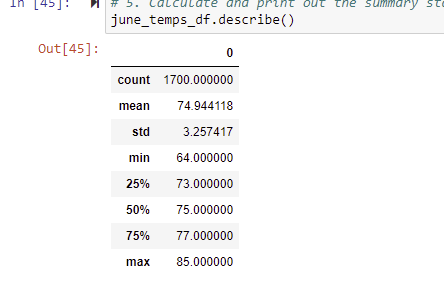 In [45]: # 5. Calculate and print out the summary sta
june_temps_df.describe()
Out[45]:
0
count 1700.000000
mean 74.944118
std 3.257417
min 64.000000
25% 73.000000
50% 75.000000
75% 77.000000
max 85.000000